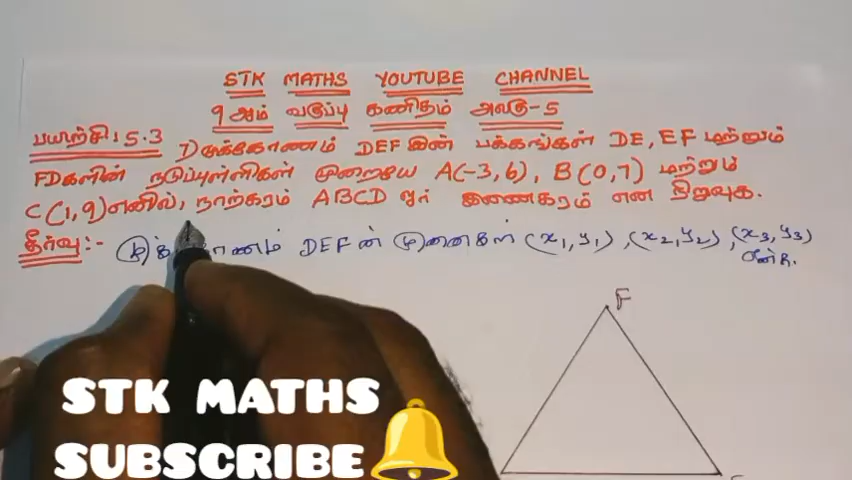 STK MATHS YOUTUBE CHANNEL
9 ஆம் வகுப்பு கணிதம் அலகு-5
பயிற்சி: 5.3 முக்கோணம் DEF இன் பக்கங்கள் DE, EF மற்றும்
FDகளின் நடுப்புள்ளிகள் முறையே A(-3,6), B(0,7) மற்றும்
C(1,9) எனில், நாற்கரம் ABCD ஓர் இணைகரம் என நிறுவுக.
தீர்வு:- DEF ன் முனைகள் (x₁,y₁), (x₂,y₂), (x₃,y₃)
என்க.
F
STK MATHS
SUBSCRIBE